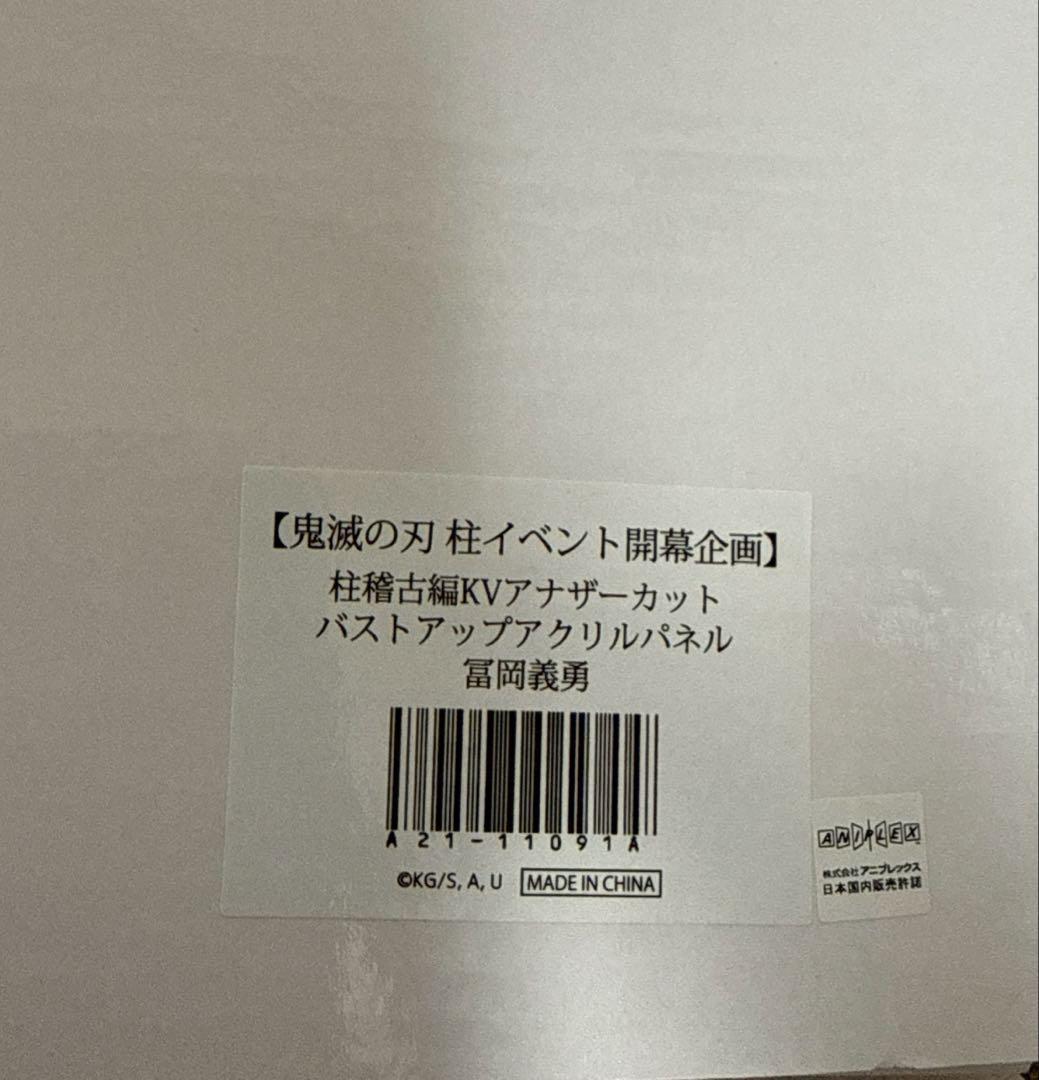 【鬼滅の刃 柱イベント開幕企画】
柱稽古編KVアナザーカット
バストアップアクリルパネル
冨岡義勇
A21-11091A
©KG/S, A, U MADE IN CHINA
ANIPLEX
株式会社アニプレックス
日本国内販売許諾